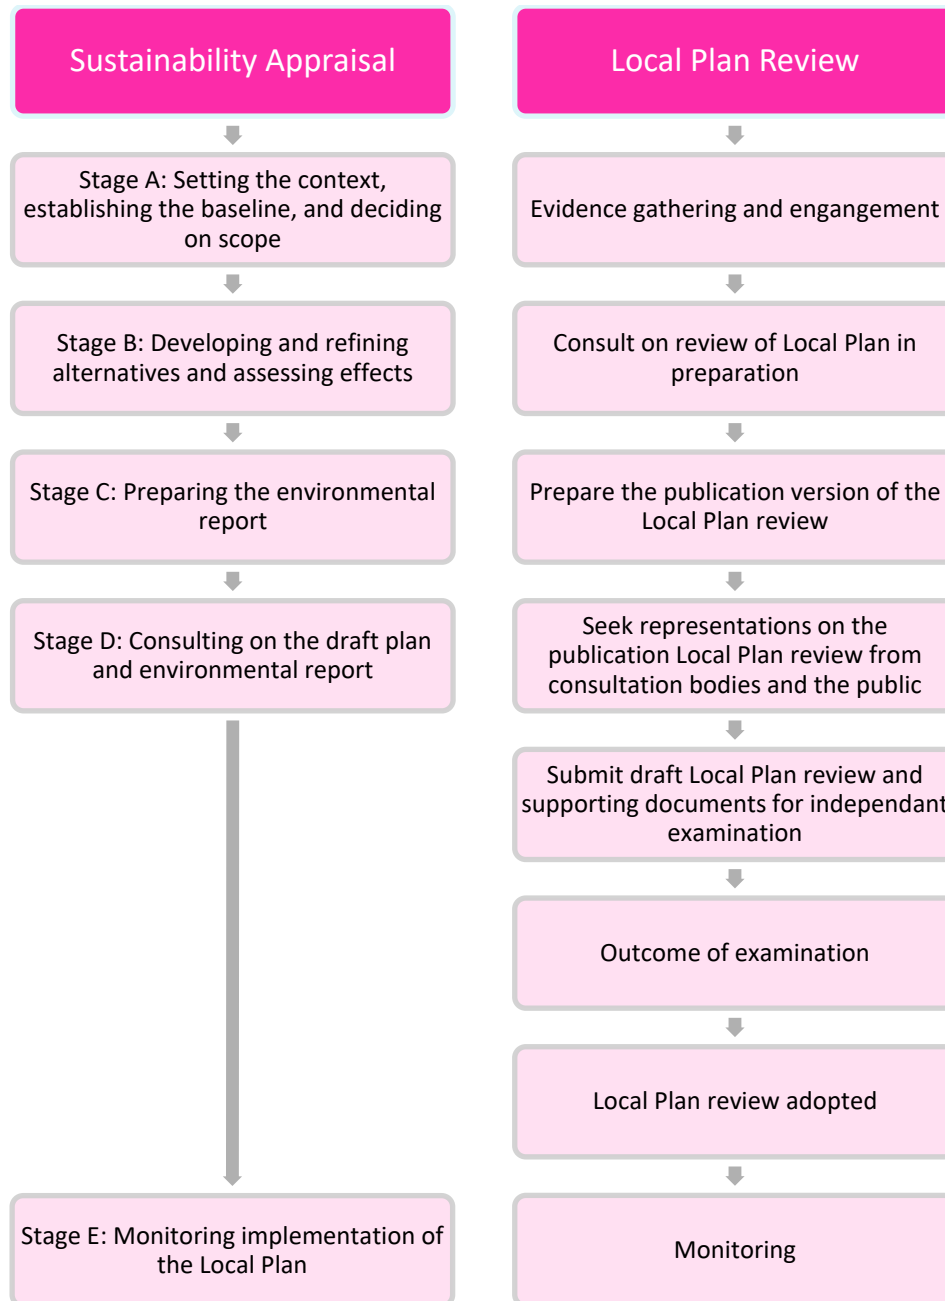 Sustainability Appraisal
Stage A: Setting the context,
establishing the baseline, and deciding
on scope
Stage B: Developing and refining
alternatives and assessing effects
Stage C: Preparing the environmental
report
Stage D: Consulting on the draft plan
and environmental report
Stage E: Monitoring implementation of
the Local Plan
Local Plan Review
Evidence gathering and engangement
Consult on review of Local Plan in
preparation
Prepare the publication version of the
Local Plan review
Seek representations on the
publication Local Plan review from
consultation bodies and the public
Submit draft Local Plan review and
supporting documents for independant
examination
Outcome of examination
Local Plan review adopted
Monitoring